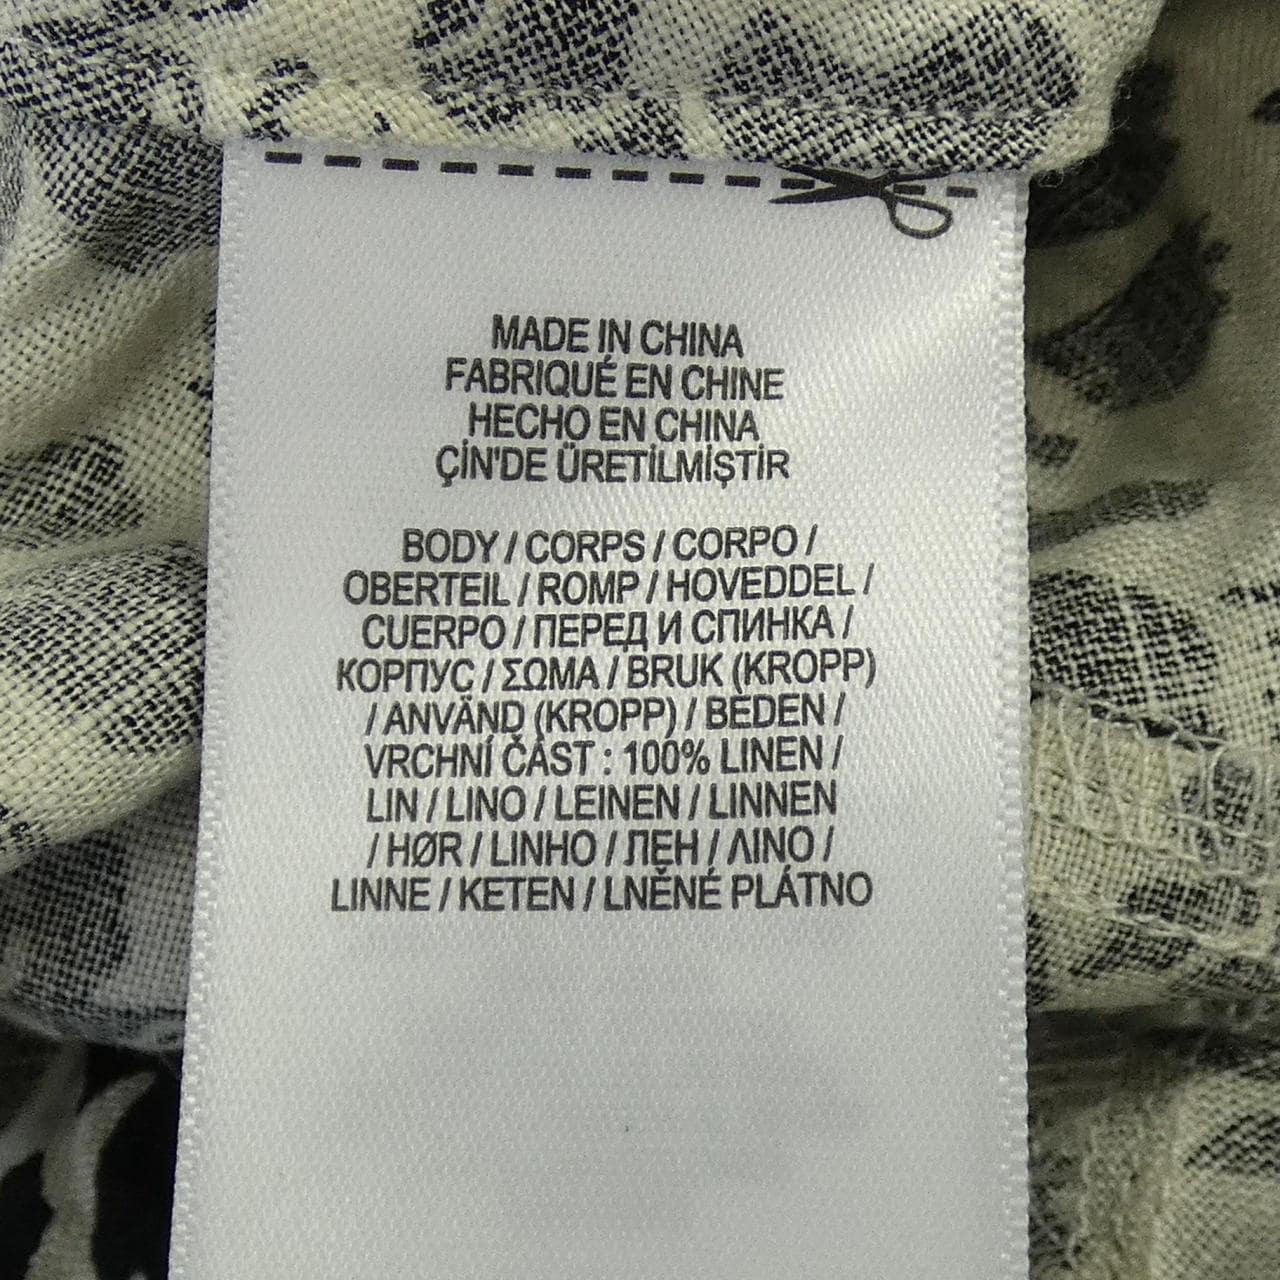 MADE IN CHINA
FABRIQUÉ EN CHINE
HECHO EN CHINA
ÇİN'DE ÜRETİLMİŞTİR
BODY / CORPS / CORPO /
OBERTEIL / ROMP / HOVEDDEL /
CUERPO / ПЕРЕД И СПИНКА /
КОРПУС / ΣΩΜΑ / BRUK (KROPP)
/ ANVÄND (KROPP) / BEDEN /
VRCHNÍ ČÁST : 100% LINEN /
LIN / LINO / LEINEN / LINNEN
/ HØR / LINHO / ЛЕН / ΛΙΝΟ /
LINNE / KETEN / LNĚNÉ PLÁTNO